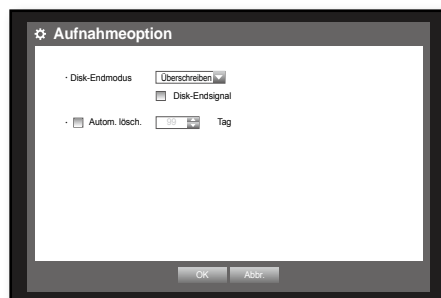 Aufnahmeoption
· Disk-Endmodus Überschreiben
Disk-Endsignal
· Autom. lösch. 99 Tag
OK Abbr.